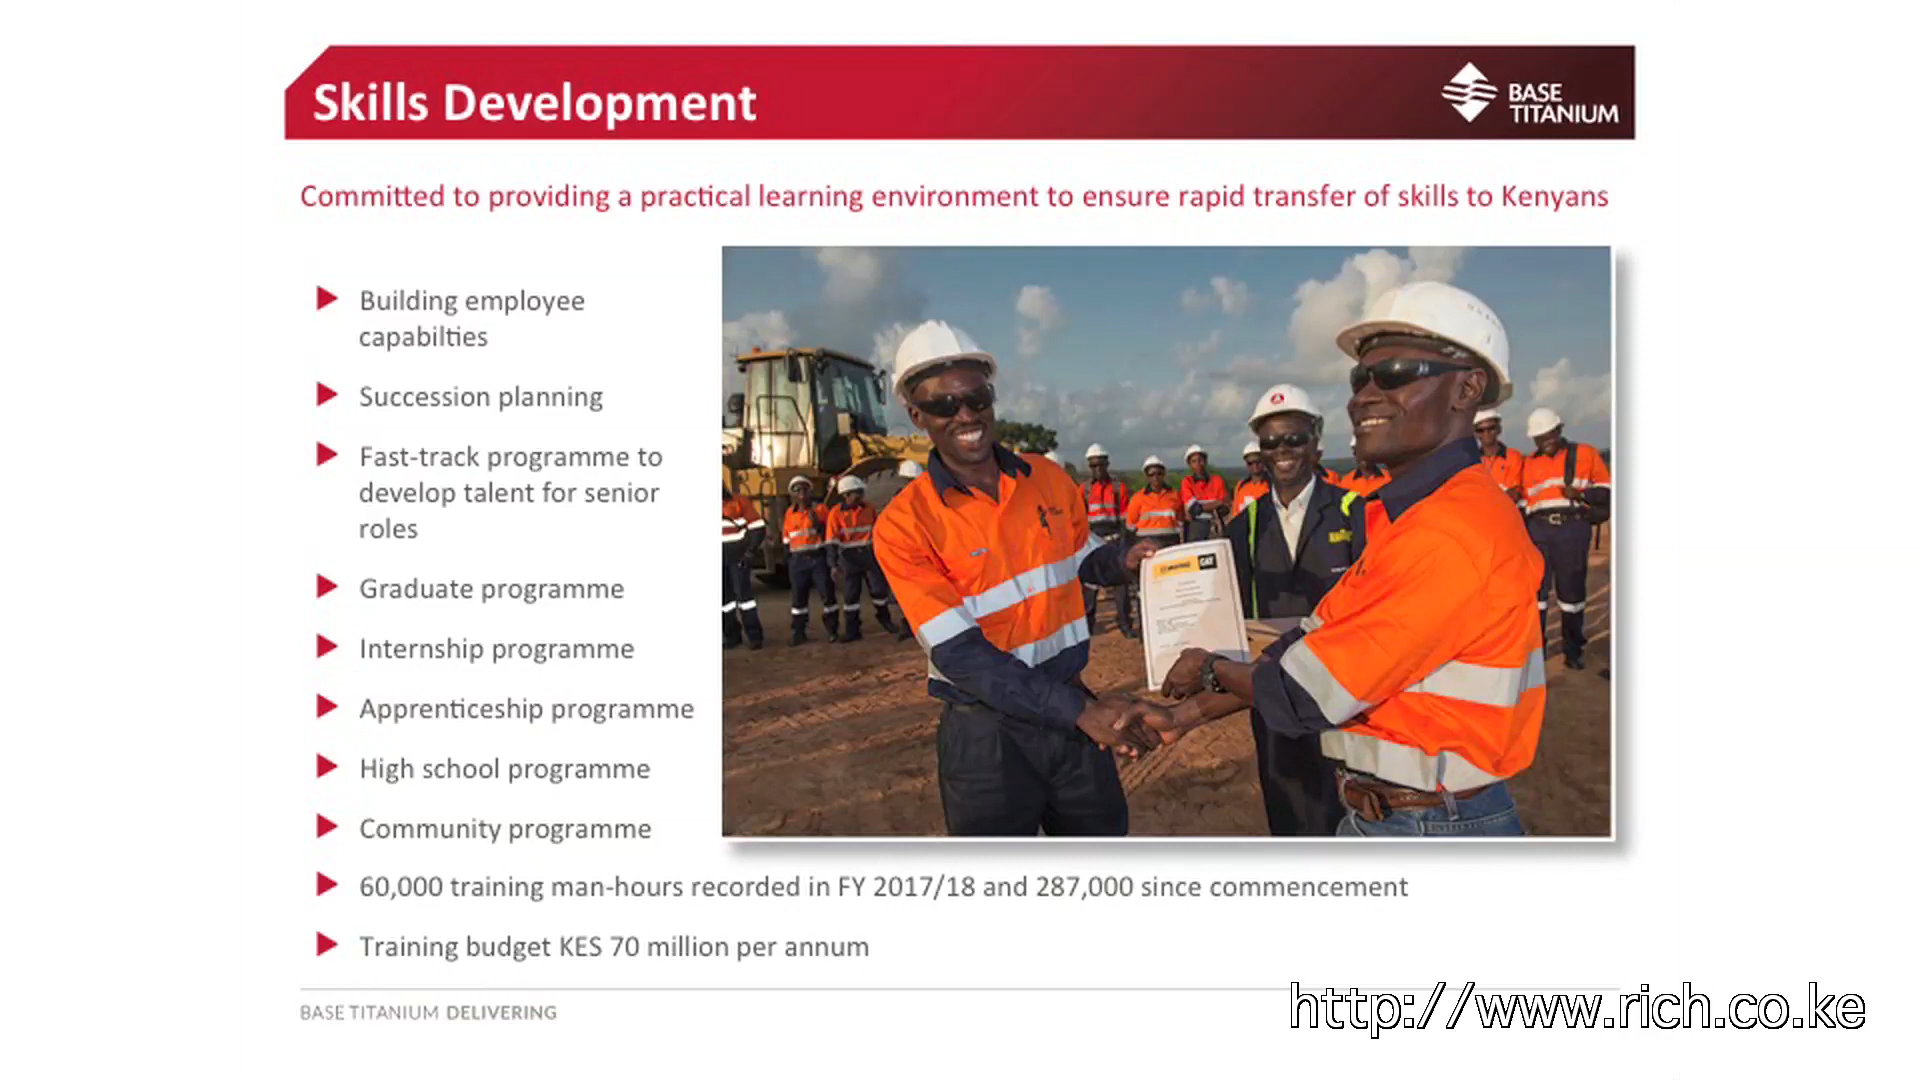 Skills Development
BASE
TITANIUM
Committed to providing a practical learning environment to ensure rapid transfer of skills to Kenyans
Building employee
capabilties
Succession planning
Fast-track programme to
develop talent for senior
roles
Graduate programme
Internship programme
Apprenticeship programme
High school programme
Community programme
60,000 training man-hours recorded in FY 2017/18 and 287,000 since commencement
Training budget KES 70 million per annum
BASE TITANIUM DELIVERING
http://www.rich.co.ke
CAT